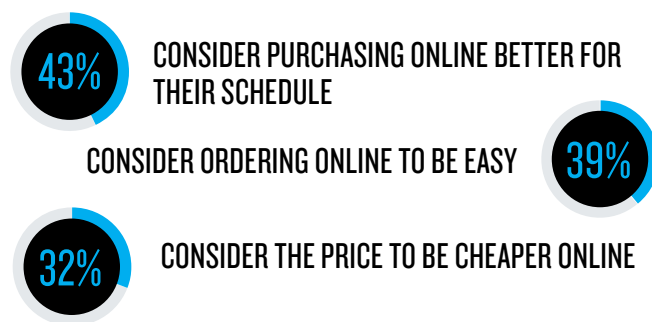 43%
CONSIDER PURCHASING ONLINE BETTER FOR
THEIR SCHEDULE
CONSIDER ORDERING ONLINE TO BE EASY
39%
32%
CONSIDER THE PRICE TO BE CHEAPER ONLINE